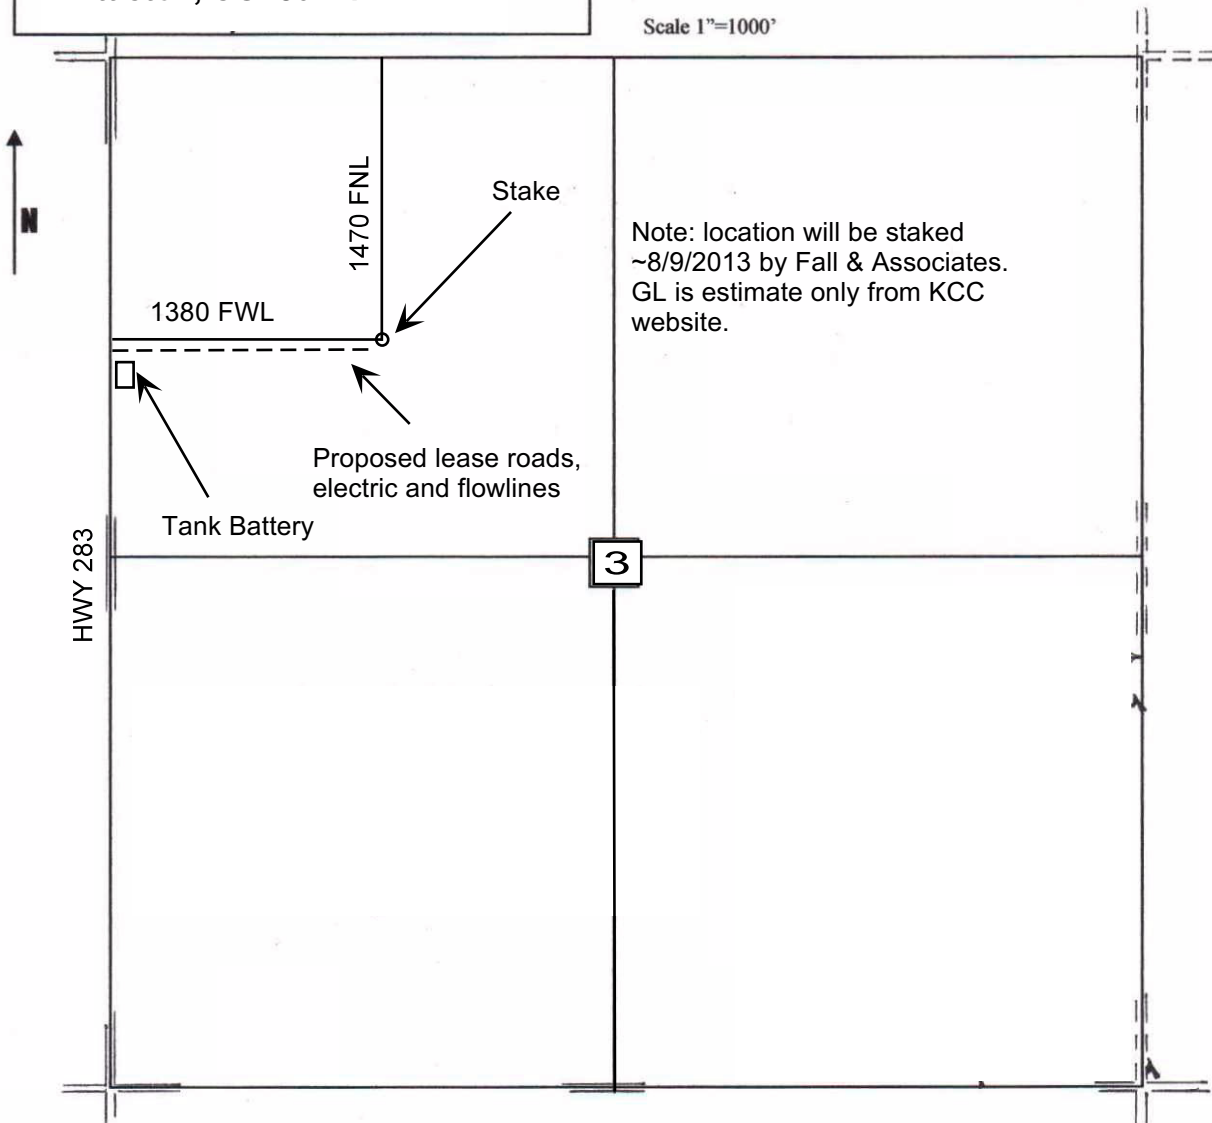 Scale 1”=1000’
N
1470 FNL
Stake
Note: location will be staked
~8/9/2013 by Fall & Associates.
GL is estimate only from KCC
website.
1380 FWL
Proposed lease roads,
electric and flowlines
Tank Battery
HWY 283
3